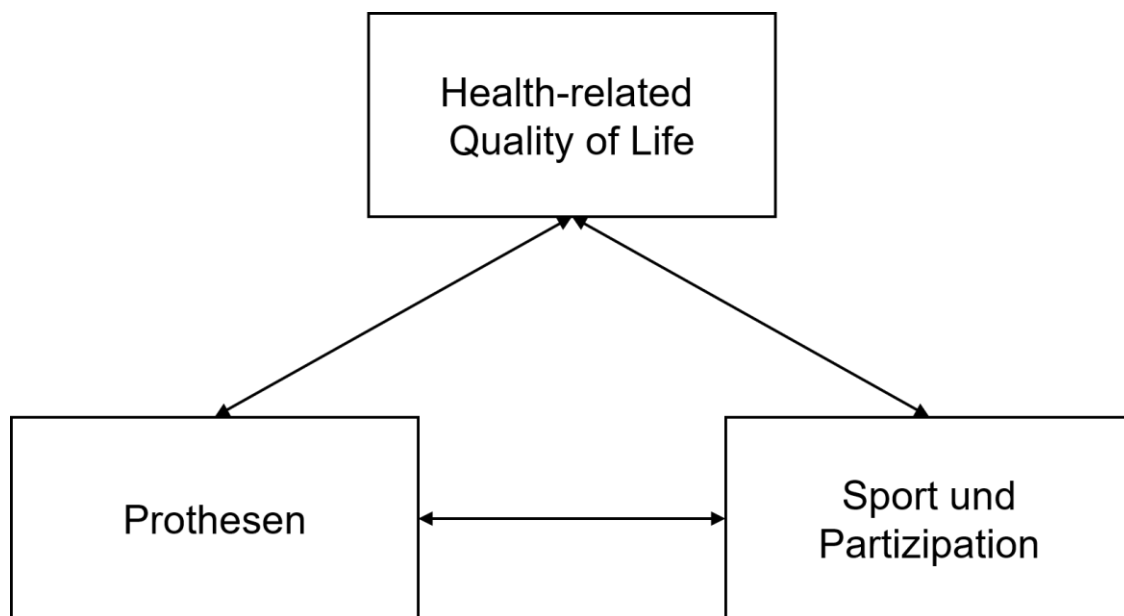 Health-related
Quality of Life
Prothesen
Sport und
Partizipation